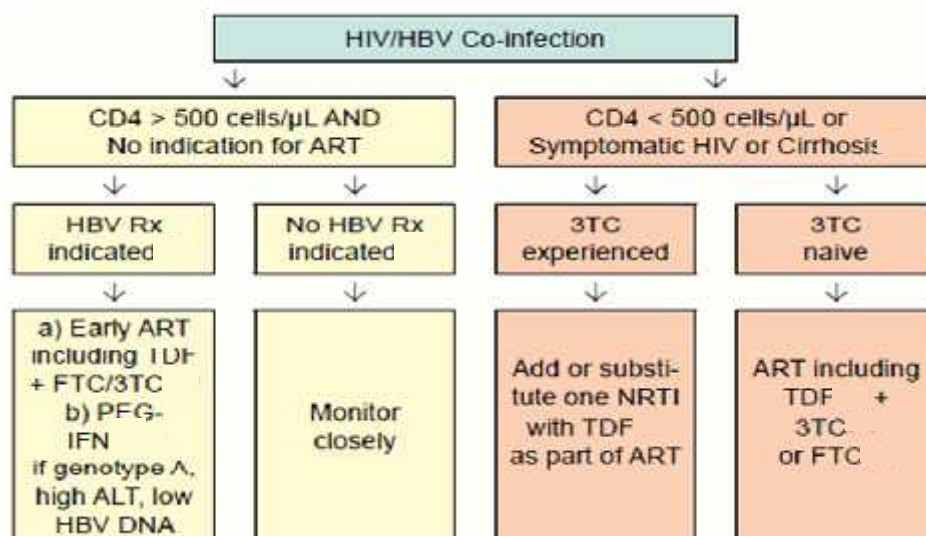 HIV/HBV Co-infection
CD4 > 500 cells/µL AND
No indication for ART
CD4 < 500 cells/µL or
Symptomatic HIV or Cirrhosis
HBV Rx
indicated
No HBV Rx
indicated
3TC
experienced
3TC
naive
a) Early ART
including TDF
+ FTC/3TC
b) PEG-
IFN
if genotype A,
high ALT, low
HBV DNA
Monitor
closely
Add or substi-
tute one NRTI
with TDF
as part of ART
ART including
TDF +
3TC
or FTC